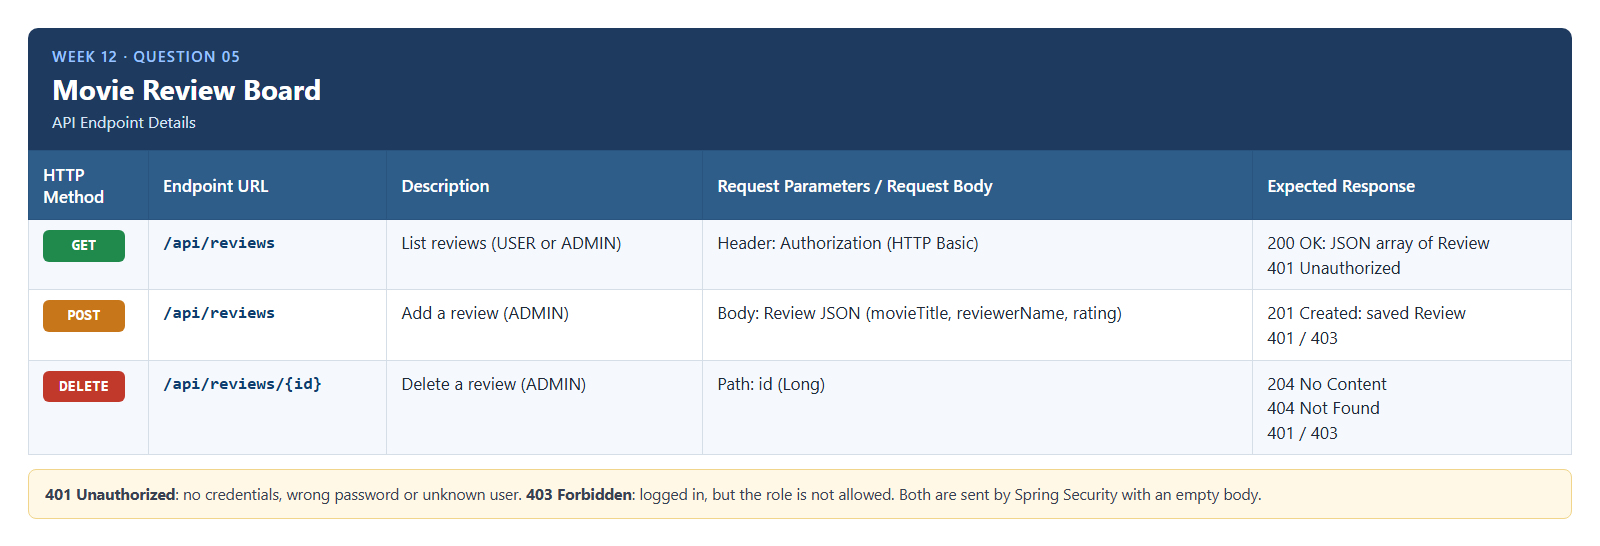 WEEK 12 · QUESTION 05
Movie Review Board
API Endpoint Details
HTTP Method Endpoint URL Description Request Parameters / Request Body Expected Response
GET /api/reviews List reviews (USER or ADMIN) Header: Authorization (HTTP Basic) 200 OK: JSON array of Review
401 Unauthorized
POST /api/reviews Add a review (ADMIN) Body: Review JSON (movieTitle, reviewerName, rating) 201 Created: saved Review
401 / 403
DELETE /api/reviews/{id} Delete a review (ADMIN) Path: id (Long) 204 No Content
404 Not Found
401 / 403
401 Unauthorized: no credentials, wrong password or unknown user. 403 Forbidden: logged in, but the role is not allowed. Both are sent by Spring Security with an empty body.